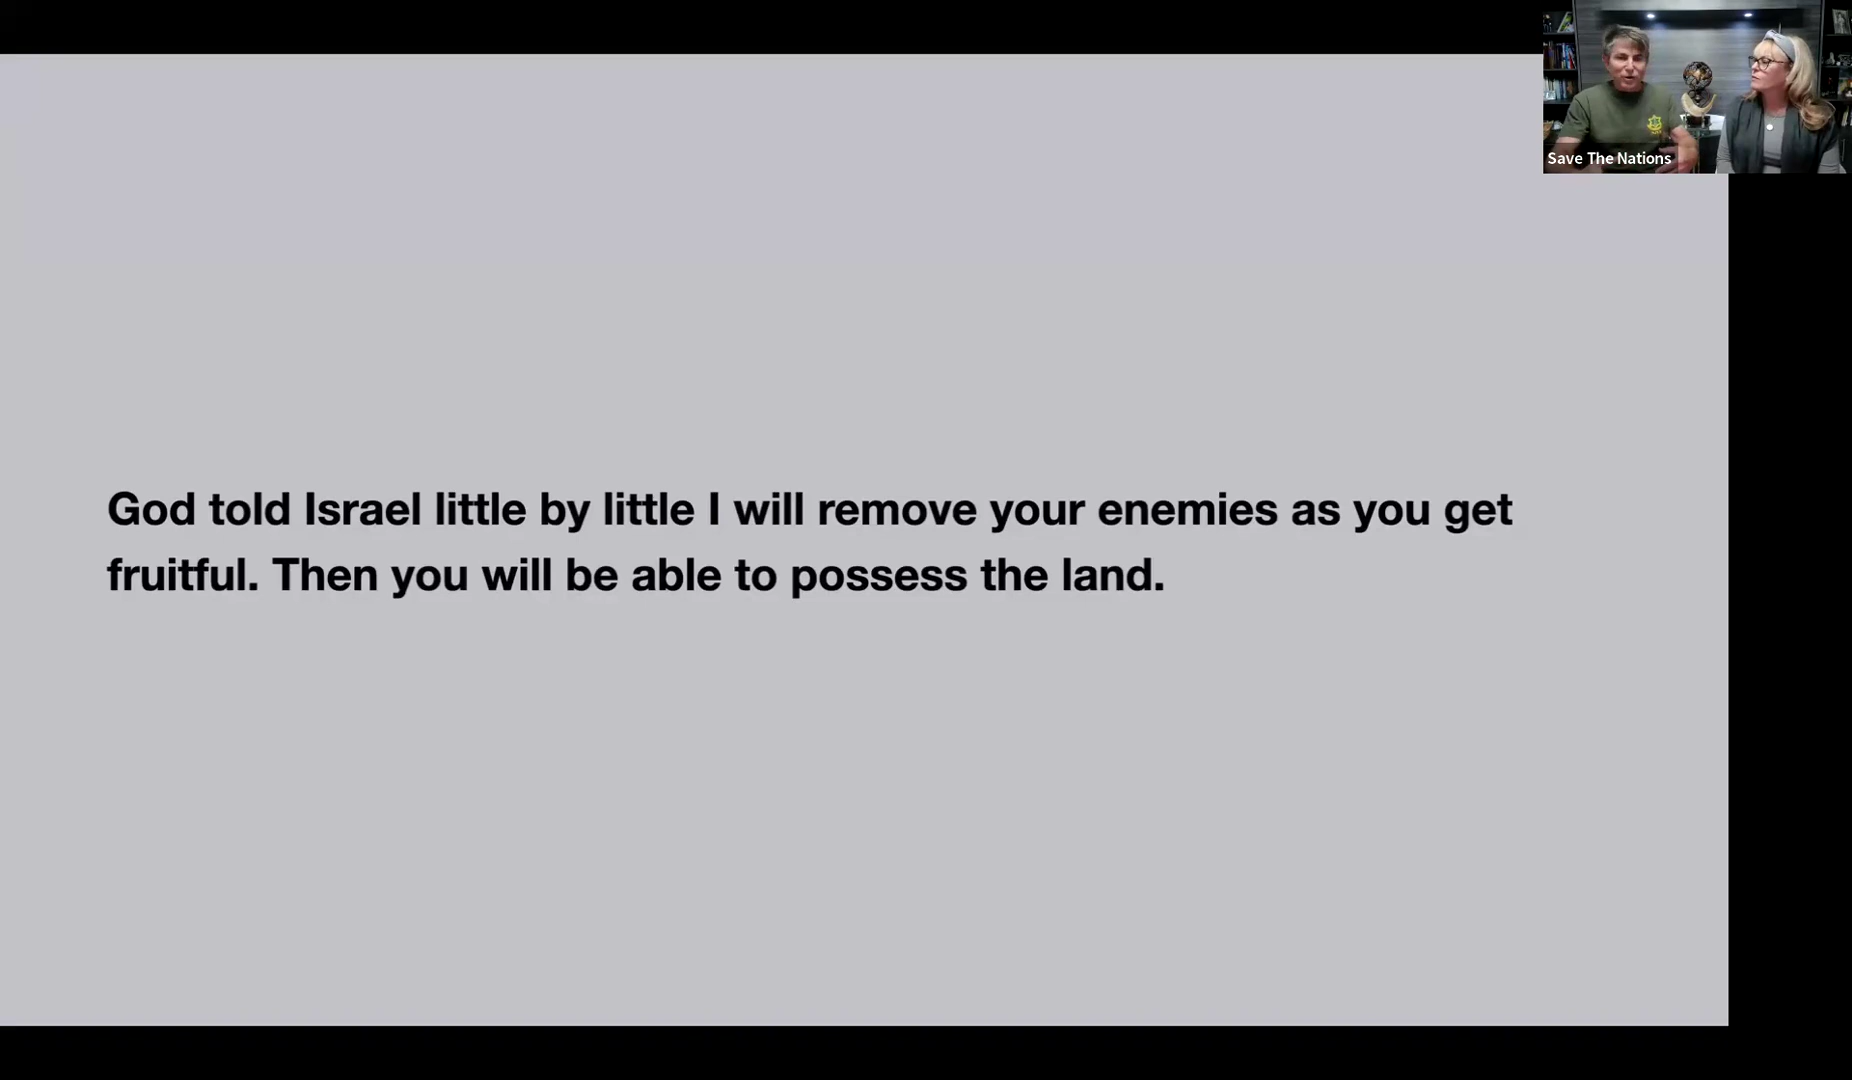 Save The Nations
God told Israel little by little I will remove your enemies as you get
fruitful. Then you will be able to possess the land.